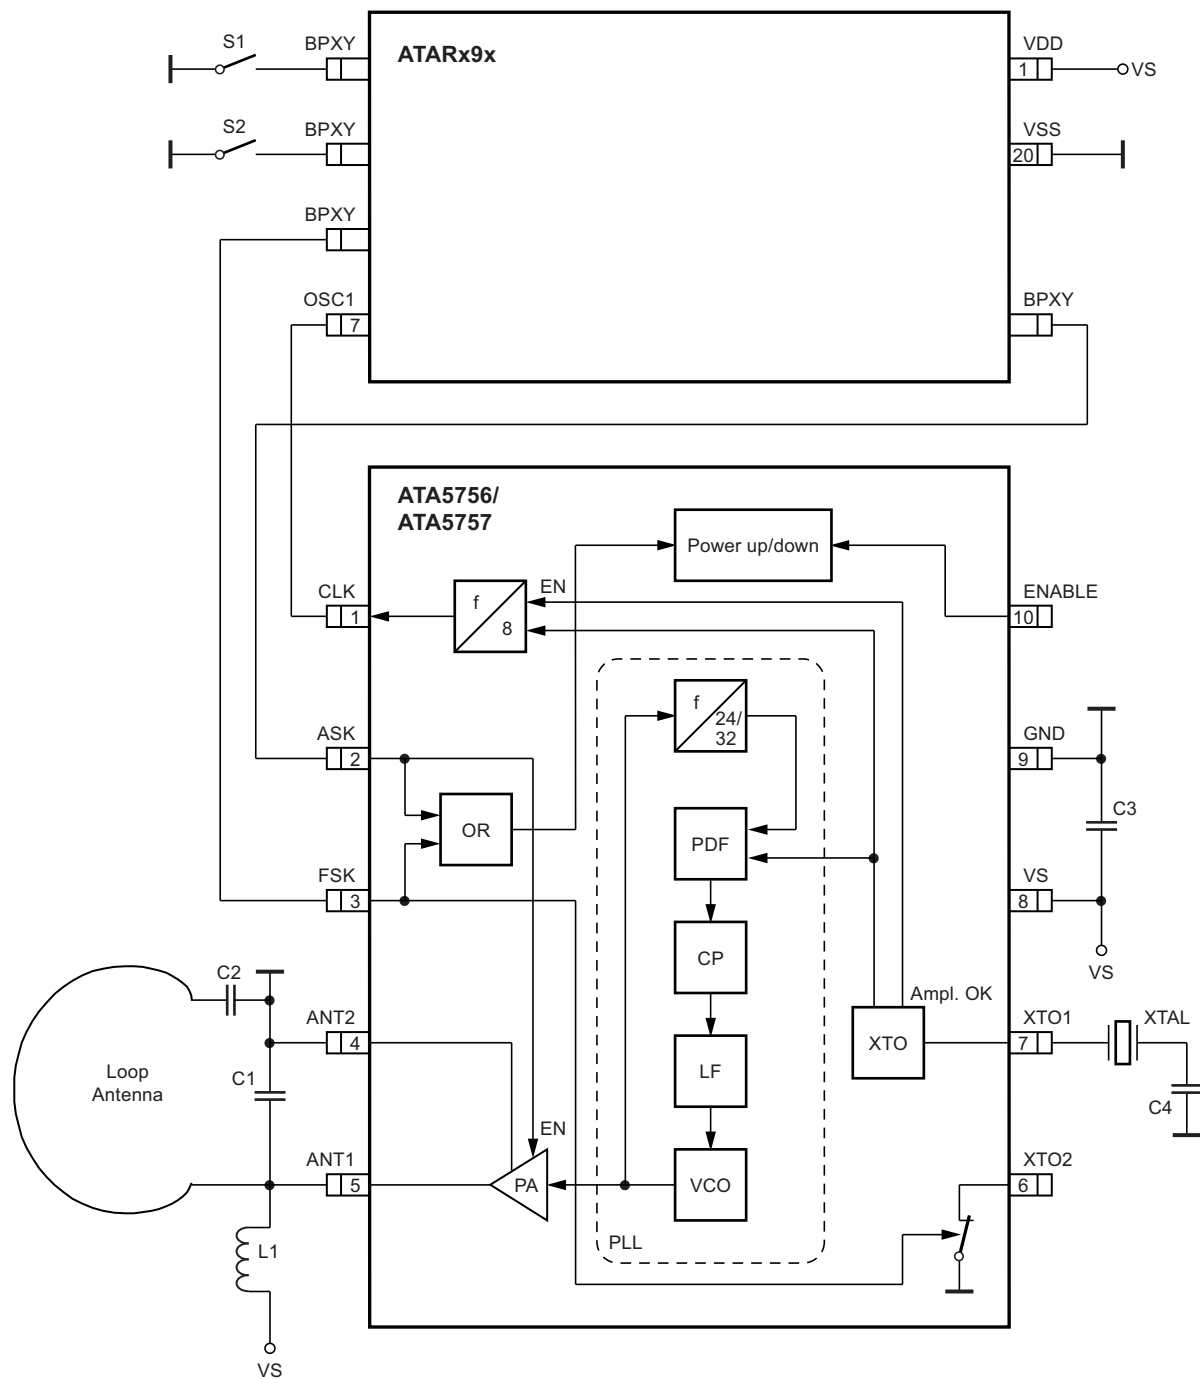 S1
BPXY
ATARx9x
VDD
1
VS
S2
BPXY
VSS
20
BPXY
OSC1
7
BPXY
ATA5756/
ATA5757
Power up/down
CLK
1
f
8
EN
ENABLE
10
f
24/
32
ASK
2
GND
9
OR
PDF
C3
FSK
3
VS
8
CP
VS
C2
Ampl. OK
ANT2
4
XTO
XTO1
7
XTAL
Loop
Antenna
C1
LF
C4
EN
ANT1
5
PA
VCO
XTO2
6
L1
PLL
VS